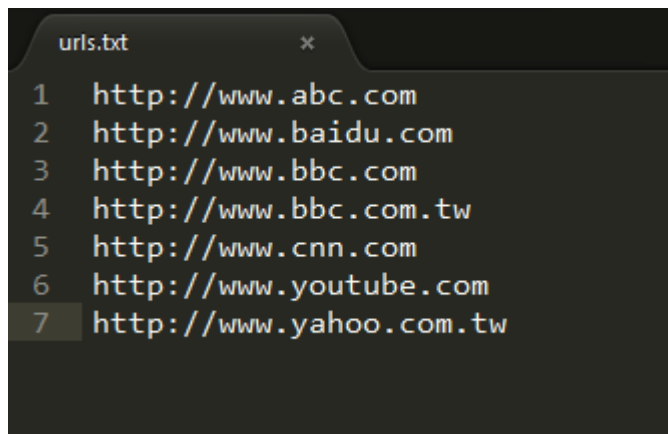 urls.txt ×
1 http://www.abc.com
2 http://www.baidu.com
3 http://www.bbc.com
4 http://www.bbc.com.tw
5 http://www.cnn.com
6 http://www.youtube.com
7 http://www.yahoo.com.tw